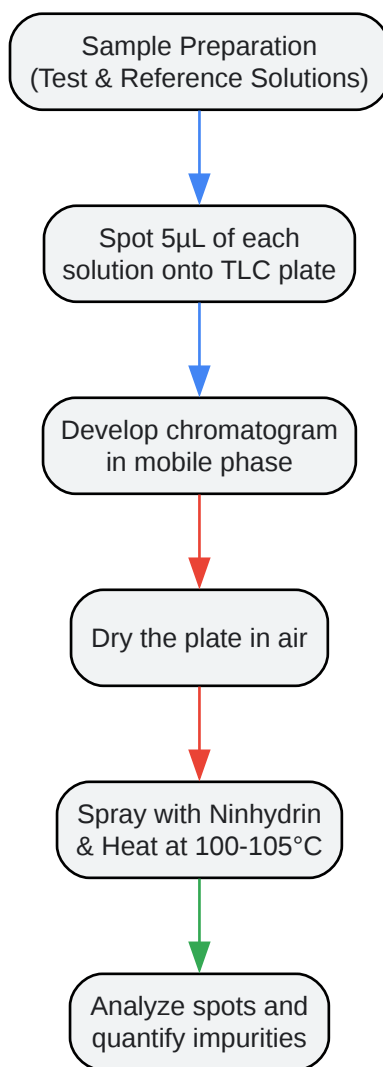 Sample Preparation
(Test & Reference Solutions)
Spot 5µL of each
solution onto TLC plate
Develop chromatogram
in mobile phase
Dry the plate in air
Spray with Ninhydrin
& Heat at 100-105°C
Analyze spots and
quantify impurities